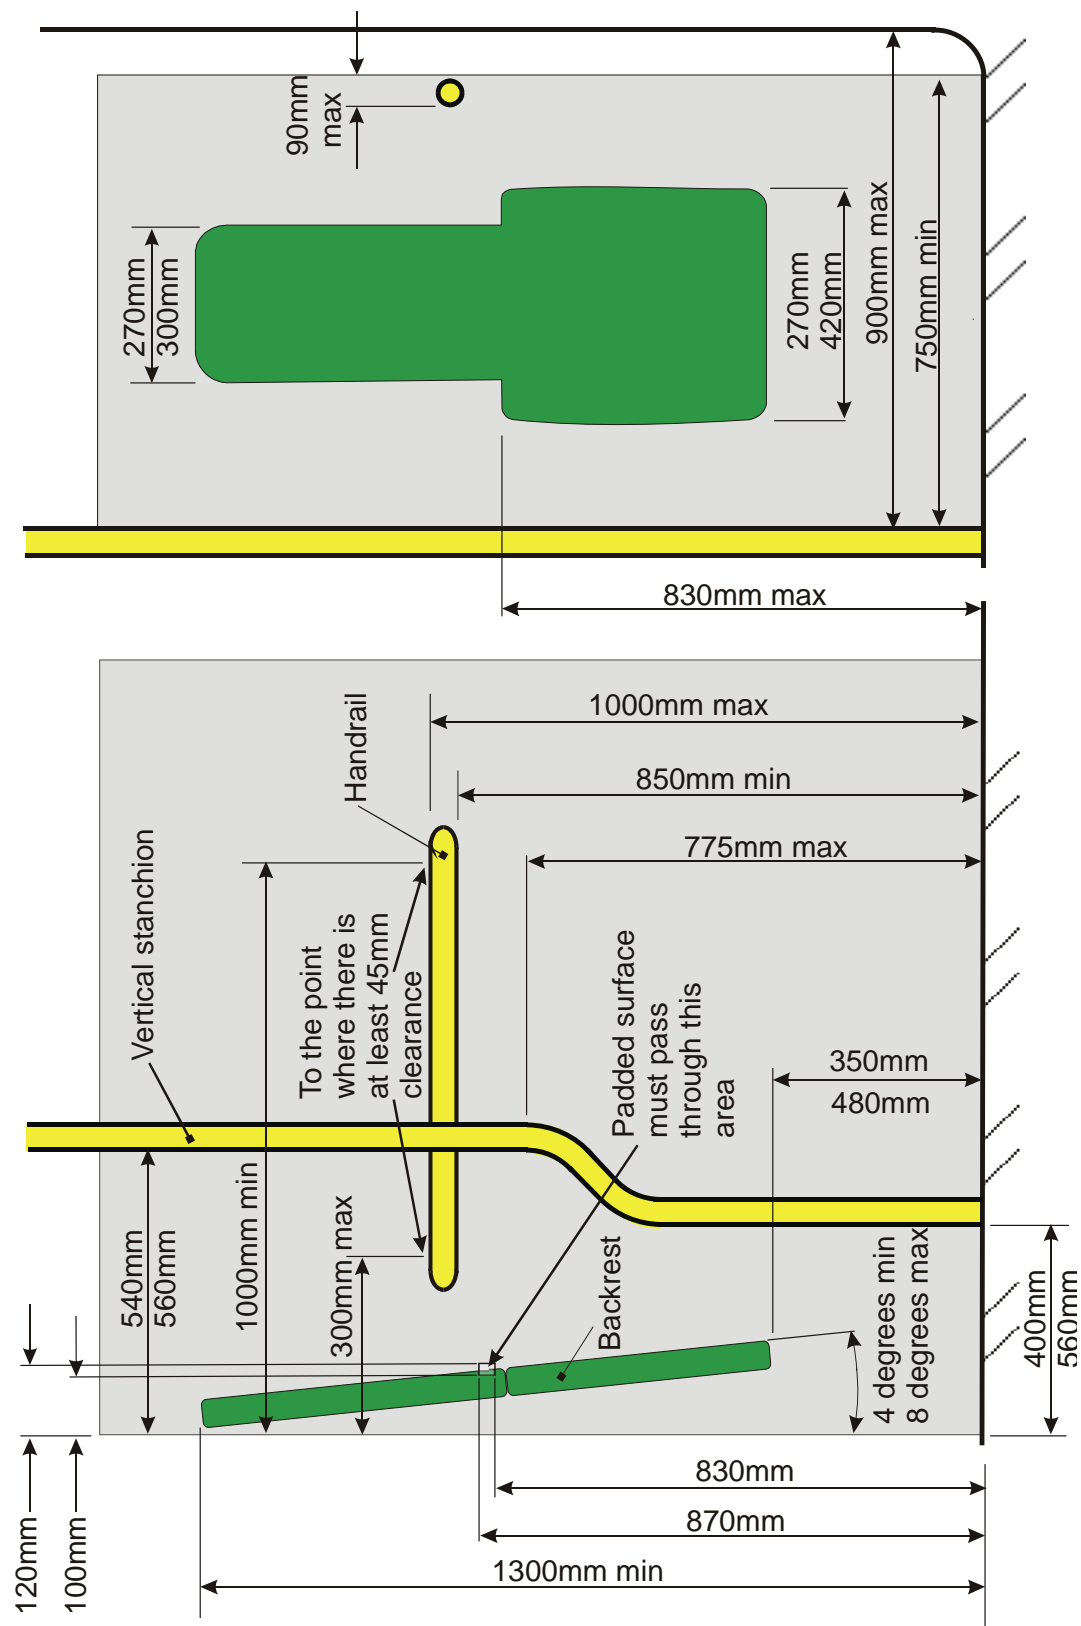 90mm
max
270mm
300mm
270mm
420mm
900mm max
750mm min
830mm max
1000mm max
850mm min
775mm max
Handrail
Vertical stanchion
To the point
where there is
at least 45mm
clearance
Padded surface
must pass
through this
area
350mm
480mm
540mm
560mm
1000mm min
300mm max
Backrest
4 degrees min
8 degrees max
400mm
560mm
830mm
870mm
1300mm min
120mm
100mm